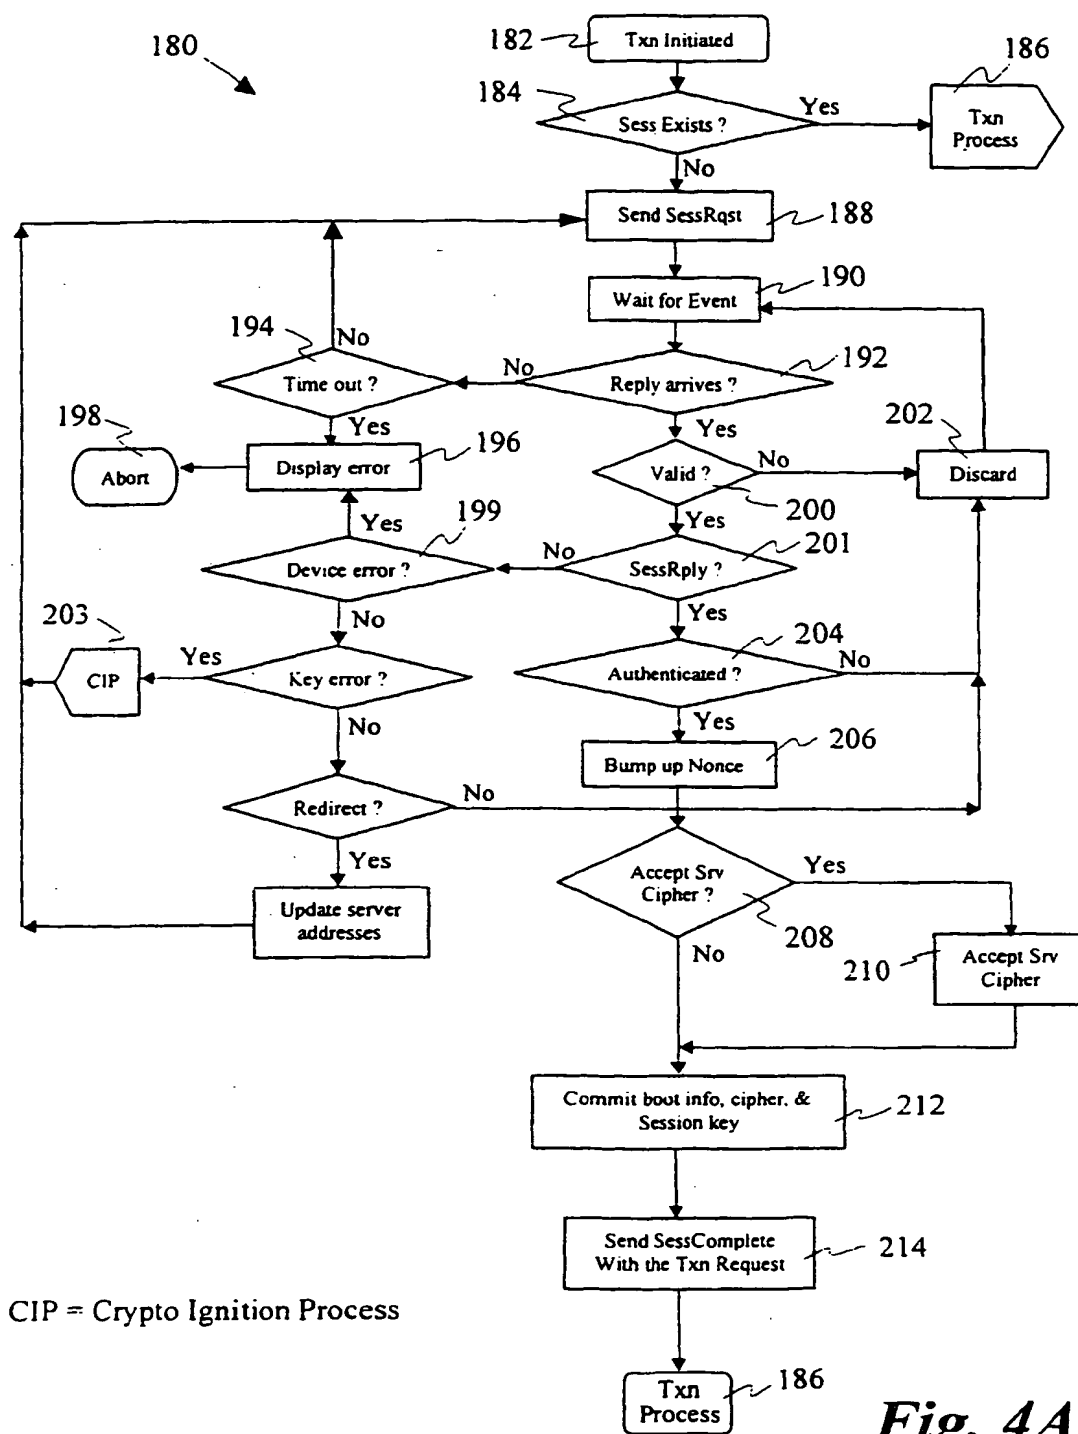 180
182
Txn Initiated
186
184
Sess Exists ?
Yes
Txn
Process
No
Send SessRqst
188
190
Wait for Event
194
No
192
Time out ?
No
Reply arrives ?
198
Yes
196
Yes
202
Abort
Display error
Valid ?
No
Discard
200
Yes
199
Yes
201
Device error ?
No
SessRply ?
203
No
Yes
204
CIP
Yes
Key error ?
Authenticated ?
No
No
Yes
206
Bump up Nonce
Redirect ?
No
Yes
Accept Srv
Cipher ?
Yes
208
Update server
addresses
No
210
Accept Srv
Cipher
Commit boot info, cipher, &
Session key
212
Send SessComplete
With the Txn Request
214
CIP = Crypto Ignition Process
Txn
Process
186
Fig. 4A